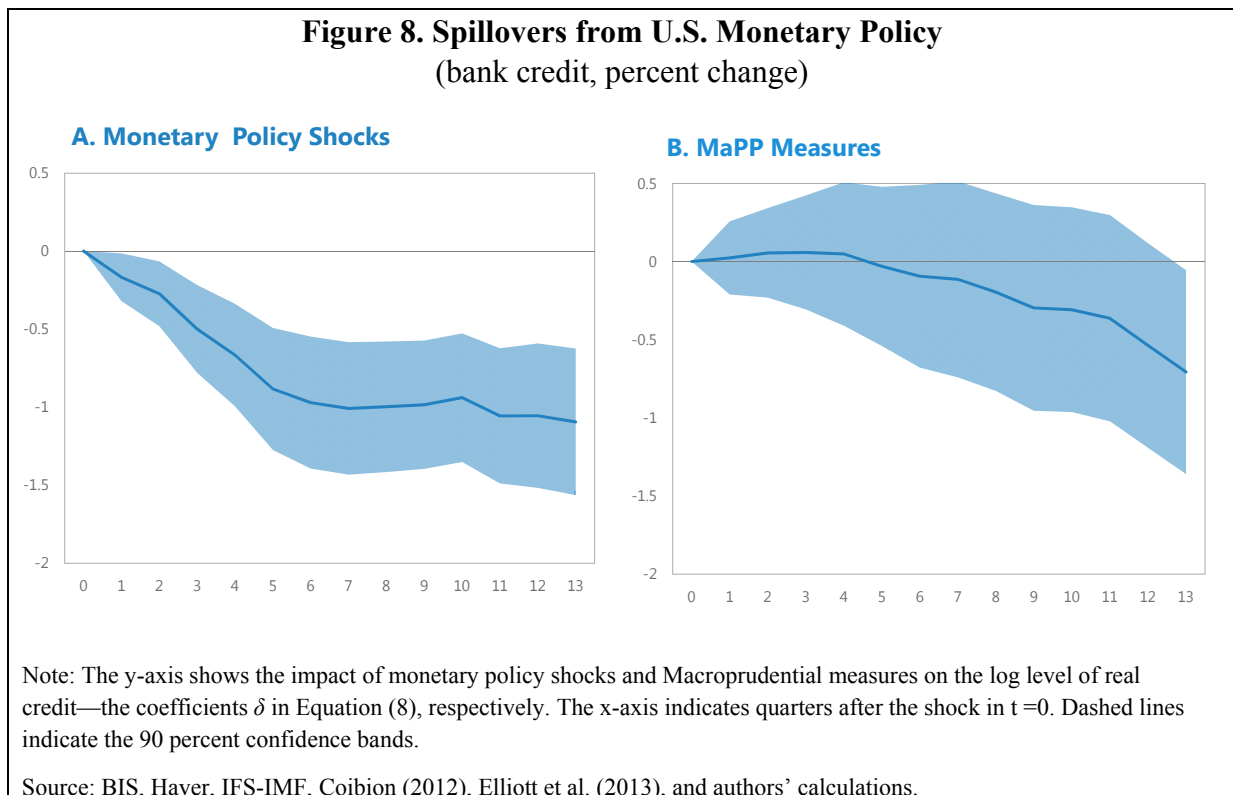 Figure 8. Spillovers from U.S. Monetary Policy
(bank credit, percent change)
A. Monetary Policy Shocks
0.5
0
-0.5
-1
-1.5
-2
0 1 2 3 4 5 6 7 8 9 10 11 12 13
B. MaPP Measures
0.5
0
-0.5
-1
-1.5
-2
0 1 2 3 4 5 6 7 8 9 10 11 12 13
Note: The y-axis shows the impact of monetary policy shocks and Macroprudential measures on the log level of real
credit—the coefficients δ in Equation (8), respectively. The x-axis indicates quarters after the shock in t =0. Dashed lines
indicate the 90 percent confidence bands.
Source: BIS, Haver, IFS-IMF, Coibion (2012), Elliott et al. (2013), and authors’ calculations.